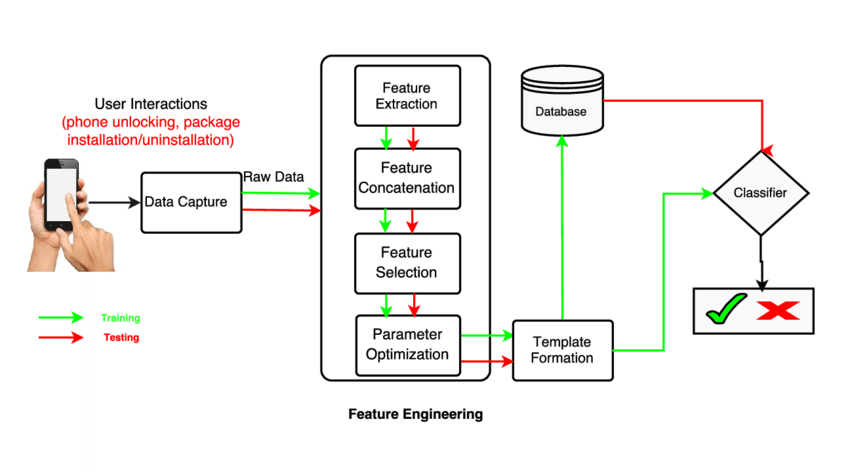 User Interactions
(phone unlocking, package
installation/uninstallation)
Data Capture
Raw Data
Feature
Extraction
Feature
Concatenation
Feature
Selection
Parameter
Optimization
Feature Engineering
Template
Formation
Database
Classifier
Training
Testing